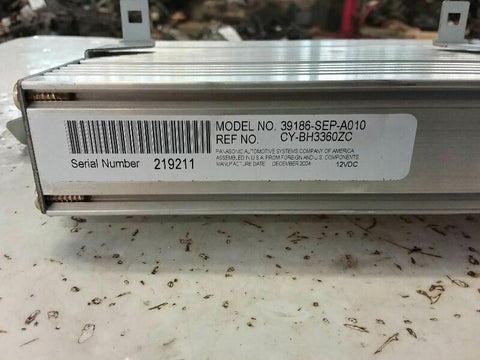 MODEL NO. 39186-SEP-A010
REF NO. CY-BH3360ZC
PANASONIC AUTOMOTIVE SYSTEMS COMPANY OF AMERICA
ASSEMBLED IN U.S.A. FROM FOREIGN AND U.S. COMPONENTS
MANUFACTURE DATE DECEMBER 2004 12VDC
Serial Number 219211